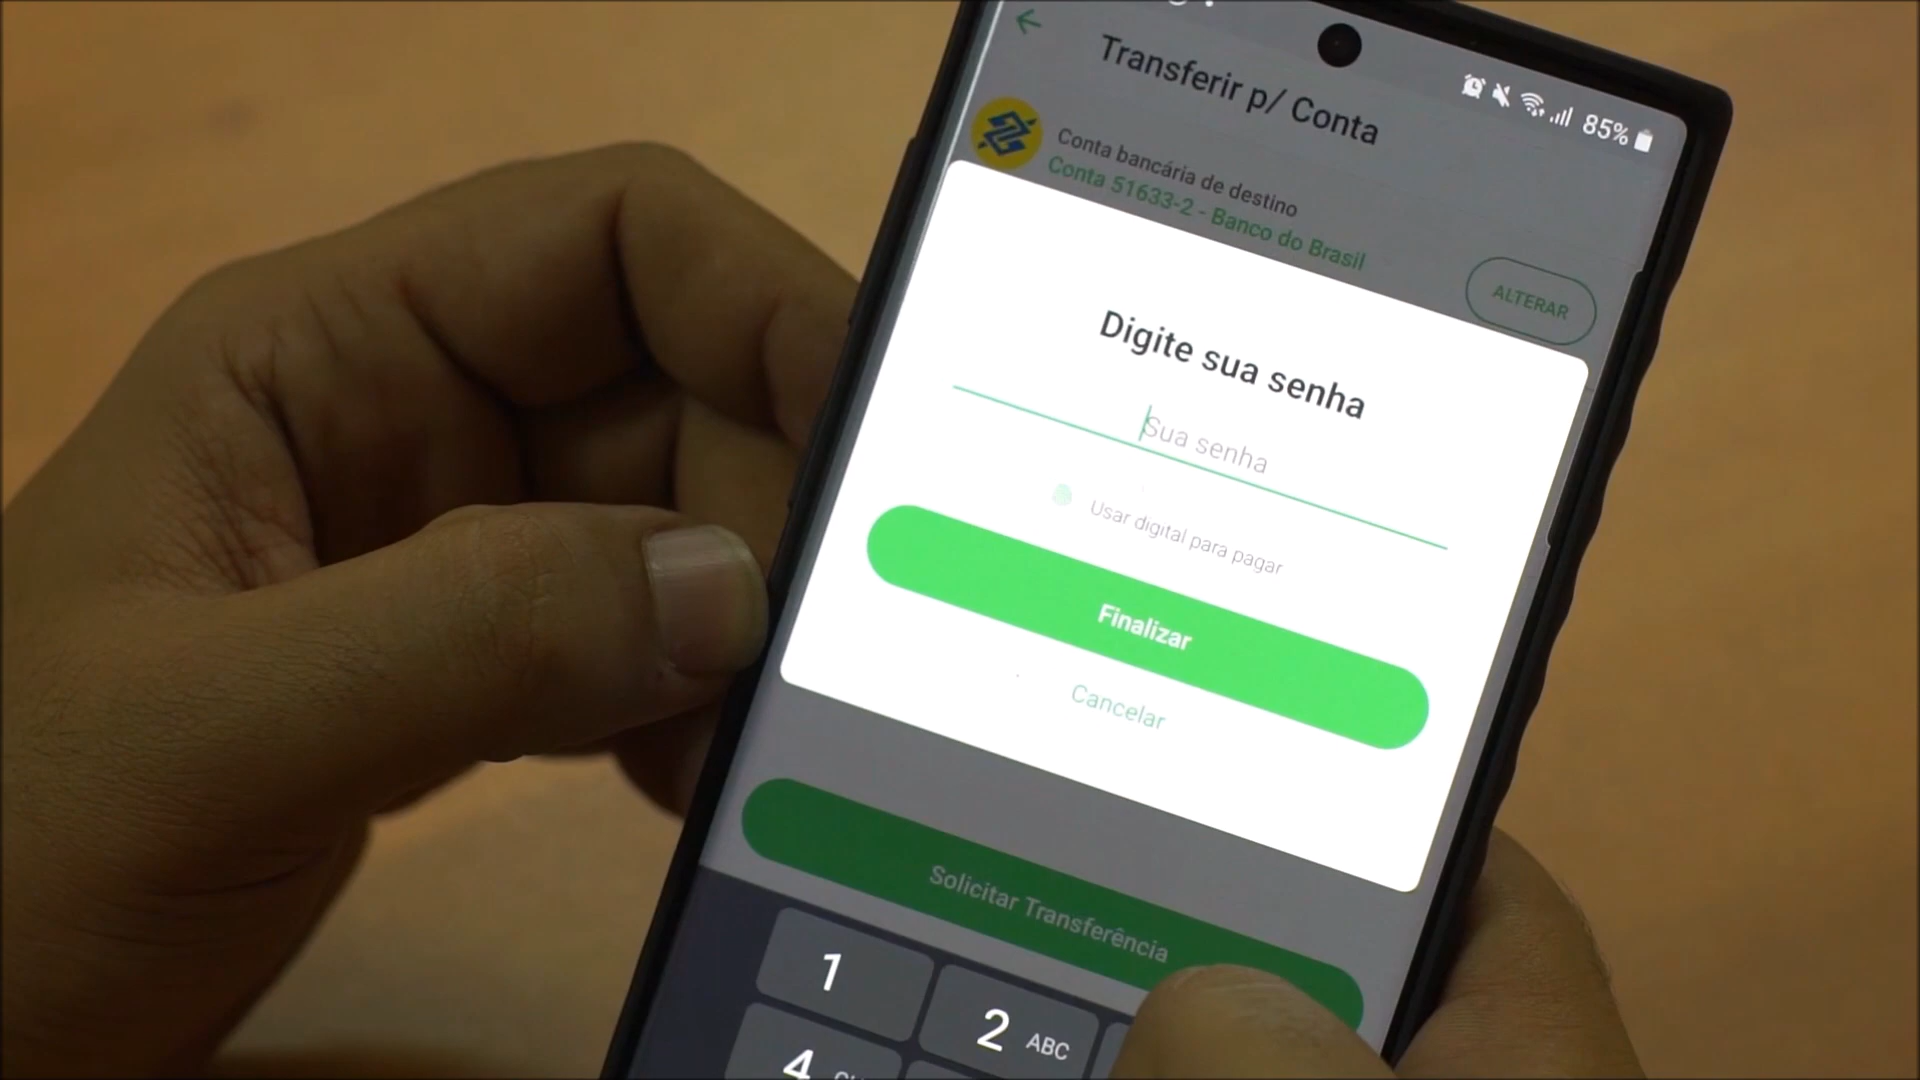 85%
Transferir p/ Conta
Conta bancária de destino
Conta 51633-2 - Banco do Brasil
ALTERAR
Digite sua senha
Sua senha
Usar digital para pagar
Finalizar
Cancelar
Solicitar Transferência
1
2 ABC
4